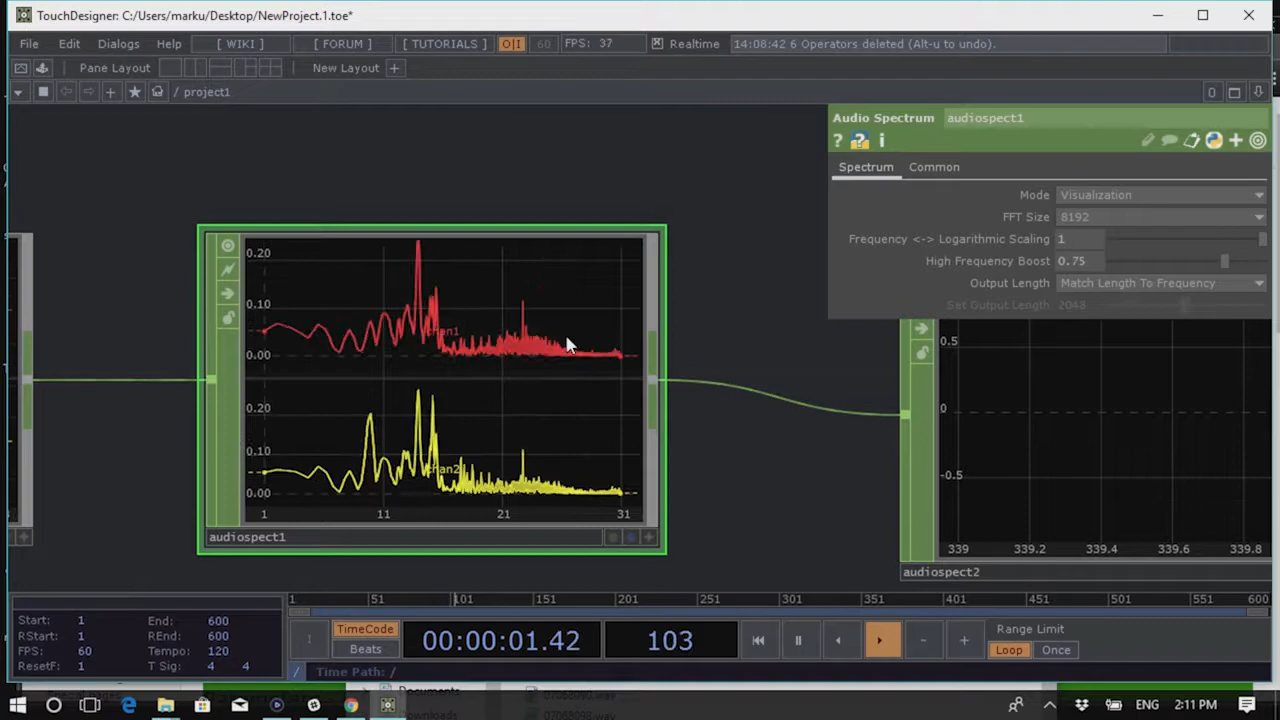 TouchDesigner: C:/Users/marku/Desktop/NewProject.1.toe*
File Edit Dialogs Help [ WIKI ] [ FORUM ] [ TUTORIALS ] O|I 60 FPS: 37 Realtime 14:08:42 6 Operators deleted (Alt-u to undo).
Pane Layout New Layout +
/ project1 0
Audio Spectrum audiospect1
? ? i
Spectrum Common
Mode Visualization
FFT Size 8192
Frequency <-> Logarithmic Scaling 1
High Frequency Boost 0.75
Output Length Match Length To Frequency
Set Output Length 2048
0.20
0.10
chan1
0.00
0.20
0.10
chan2
0.00
1 11 21 31
audiospect1
0.5
0
-0.5
339 339.2 339.4 339.6 339.8
audiospect2
1 51 101 151 201 251 301 351 401 451 501 551 600
Start: 1 End: 600
RStart: 1 REnd: 600
FPS: 60 Tempo: 120
ResetF: 1 T Sig: 4 4
TimeCode
Beats
00:00:01.42 103
Range Limit
Loop Once
/ Time Path: /
Documents
07068098.wav
ENG 2:11 PM